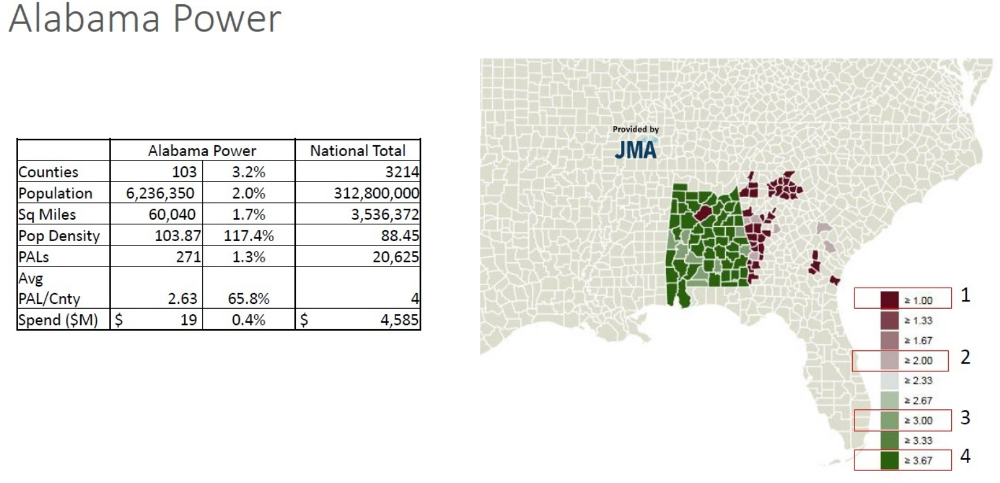 Alabama Power
Alabama Power National Total
Counties 103 3.2% 3214
Population 6,236,350 2.0% 312,800,000
Sq Miles 60,040 1.7% 3,536,372
Pop Density 103.87 117.4% 88.45
PALs 271 1.3% 20,625
Avg
PAL/Cnty 2.63 65.8% 4
Spend ($M) $ 19 0.4% $ 4,585
Provided by
JMA
≥ 1.00 1
≥ 1.33
≥ 1.67
≥ 2.00 2
≥ 2.33
≥ 2.67
≥ 3.00 3
≥ 3.33
≥ 3.67 4